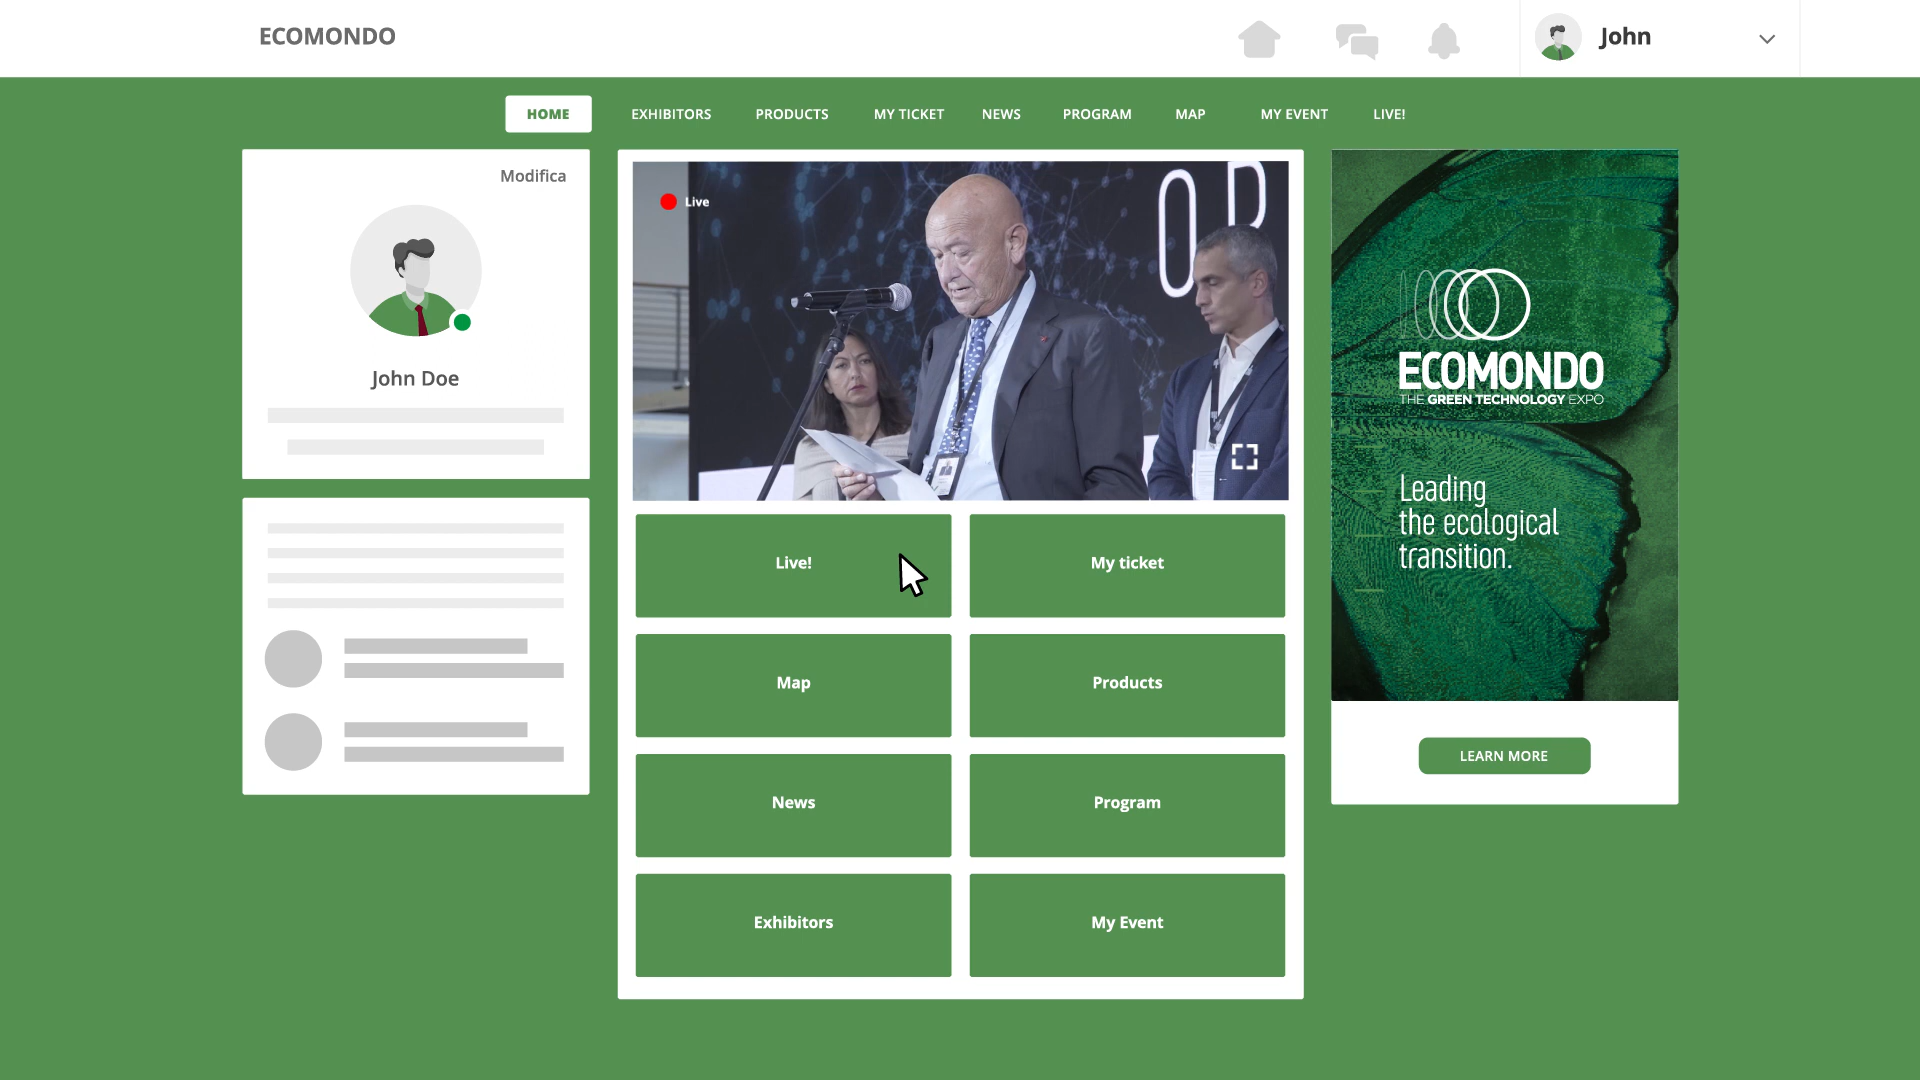 ECOMONDO
John
HOME
EXHIBITORS
PRODUCTS
MY TICKET
NEWS
PROGRAM
MAP
MY EVENT
LIVE!
Modifica
John Doe
Live
Live!
My ticket
Map
Products
News
Program
Exhibitors
My Event
ECOMONDO
THE GREEN TECHNOLOGY EXPO
Leading
the ecological
transition.
LEARN MORE